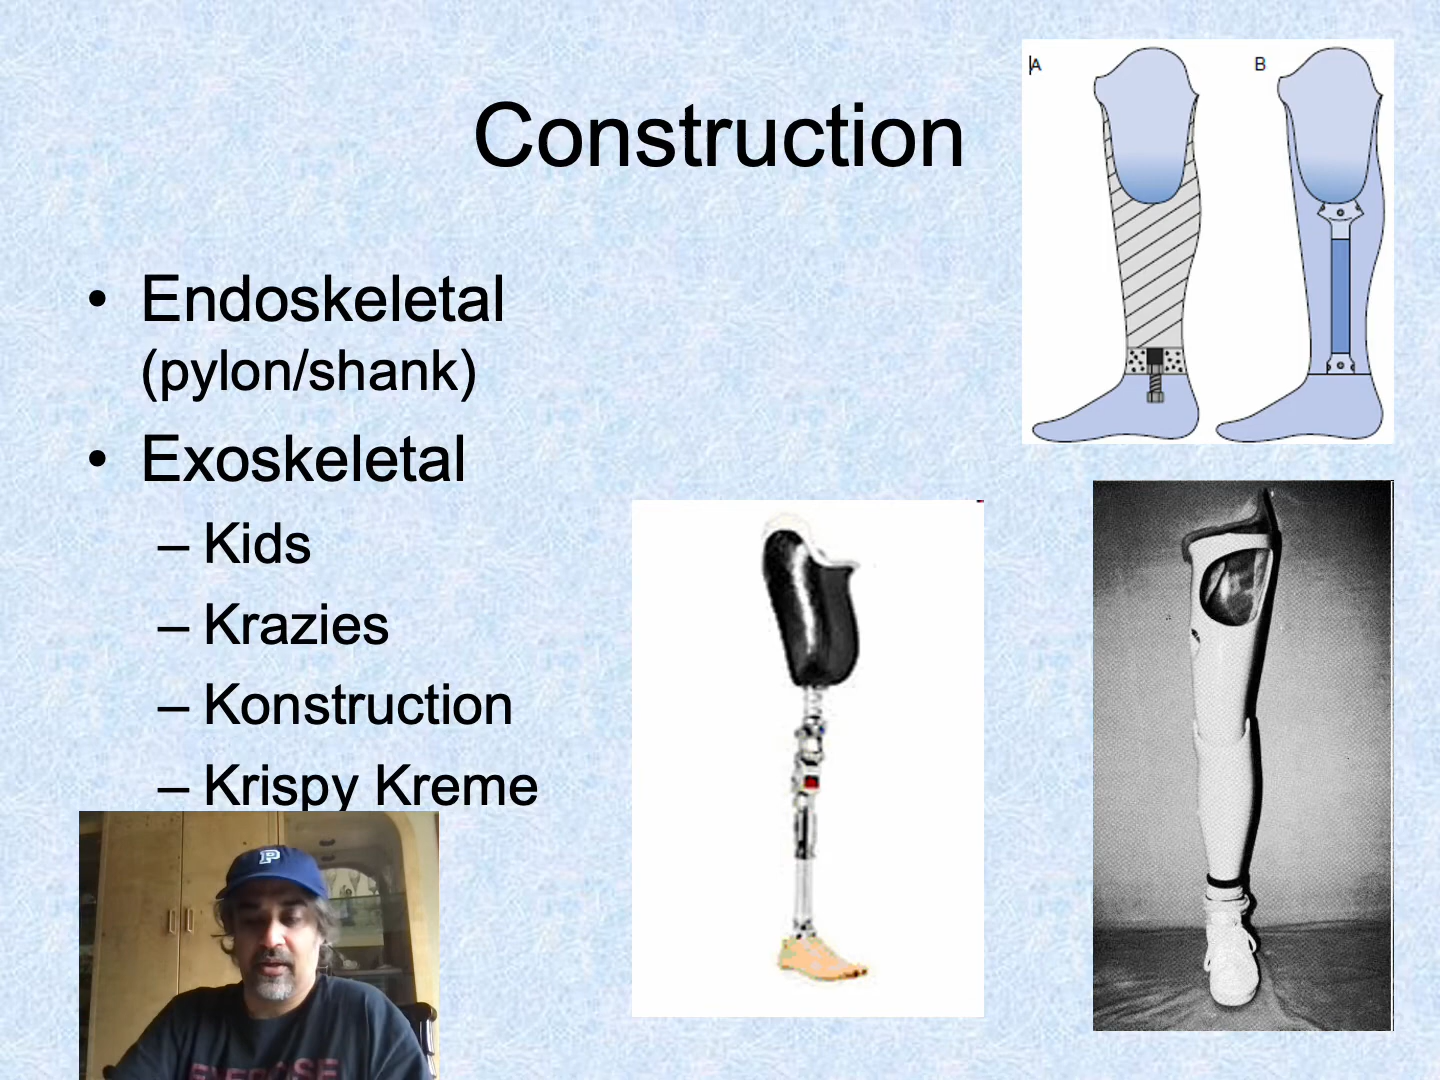 Construction
A
B
• Endoskeletal
(pylon/shank)
• Exoskeletal
– Kids
– Krazies
– Konstruction
– Krispy Kreme
P